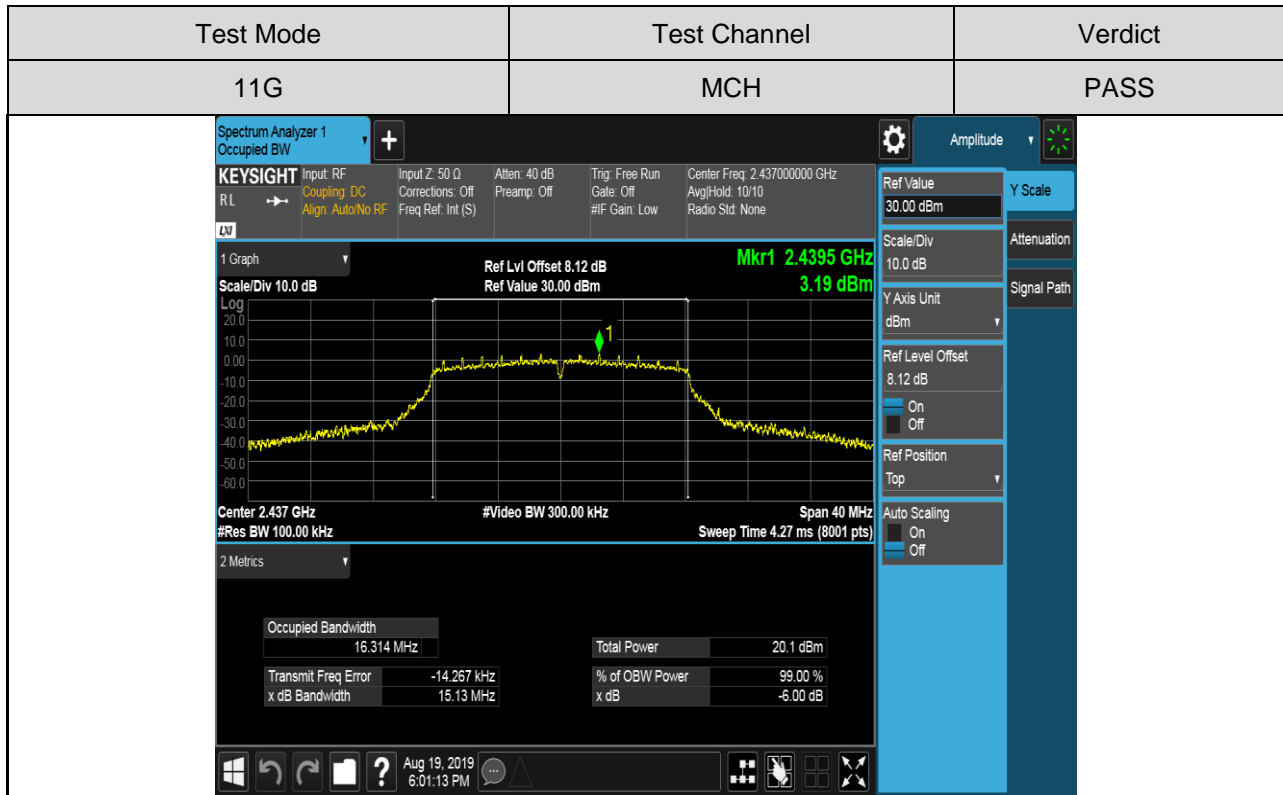 Test Mode Test Channel Verdict
11G MCH PASS
Spectrum Analyzer 1
Occupied BW
+
Amplitude
KEYSIGHT
RL
LXI
Input: RF
Coupling: DC
Align: Auto/No RF
Input Z: 50 Ω
Corrections: Off
Freq Ref: Int (S)
Atten: 40 dB
Preamp: Off
Trig: Free Run
Gate: Off
#IF Gain: Low
Center Freq: 2.437000000 GHz
Avg|Hold: 10/10
Radio Std: None
1 Graph
Scale/Div 10.0 dB
Ref Lvl Offset 8.12 dB
Ref Value 30.00 dBm
Mkr1 2.4395 GHz
3.19 dBm
Log
20.0
10.0
0.00
-10.0
-20.0
-30.0
-40.0
-50.0
-60.0
1
Center 2.437 GHz #Video BW 300.00 kHz Span 40 MHz
#Res BW 100.00 kHz Sweep Time 4.27 ms (8001 pts)
2 Metrics
Occupied Bandwidth
16.314 MHz
Total Power 20.1 dBm
Transmit Freq Error -14.267 kHz % of OBW Power 99.00 %
x dB Bandwidth 15.13 MHz x dB -6.00 dB
Ref Value
30.00 dBm
Scale/Div
10.0 dB
Y Axis Unit
dBm
Ref Level Offset
8.12 dB
On
Off
Ref Position
Top
Auto Scaling
On
Off
Y Scale
Attenuation
Signal Path
?
Aug 19, 2019
6:01:13 PM